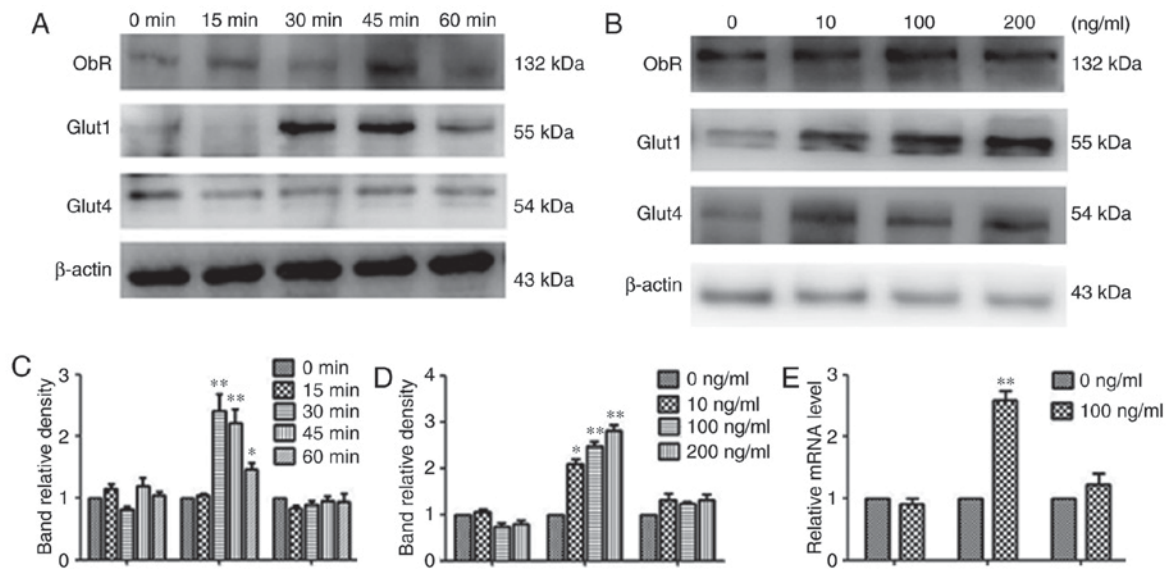 A
0 min 15 min 30 min 45 min 60 min
ObR 132 kDa
Glut1 55 kDa
Glut4 54 kDa
β-actin 43 kDa
B
0 10 100 200 (ng/ml)
ObR 132 kDa
Glut1 55 kDa
Glut4 54 kDa
β-actin 43 kDa
C
Band relative density
3
2
1
0
** ** *
0 min
15 min
30 min
45 min
60 min
D
Band relative density
4
3
2
1
0
* ** **
0 ng/ml
10 ng/ml
100 ng/ml
200 ng/ml
E
Relative mRNA level
3
2
1
0
**
0 ng/ml
100 ng/ml